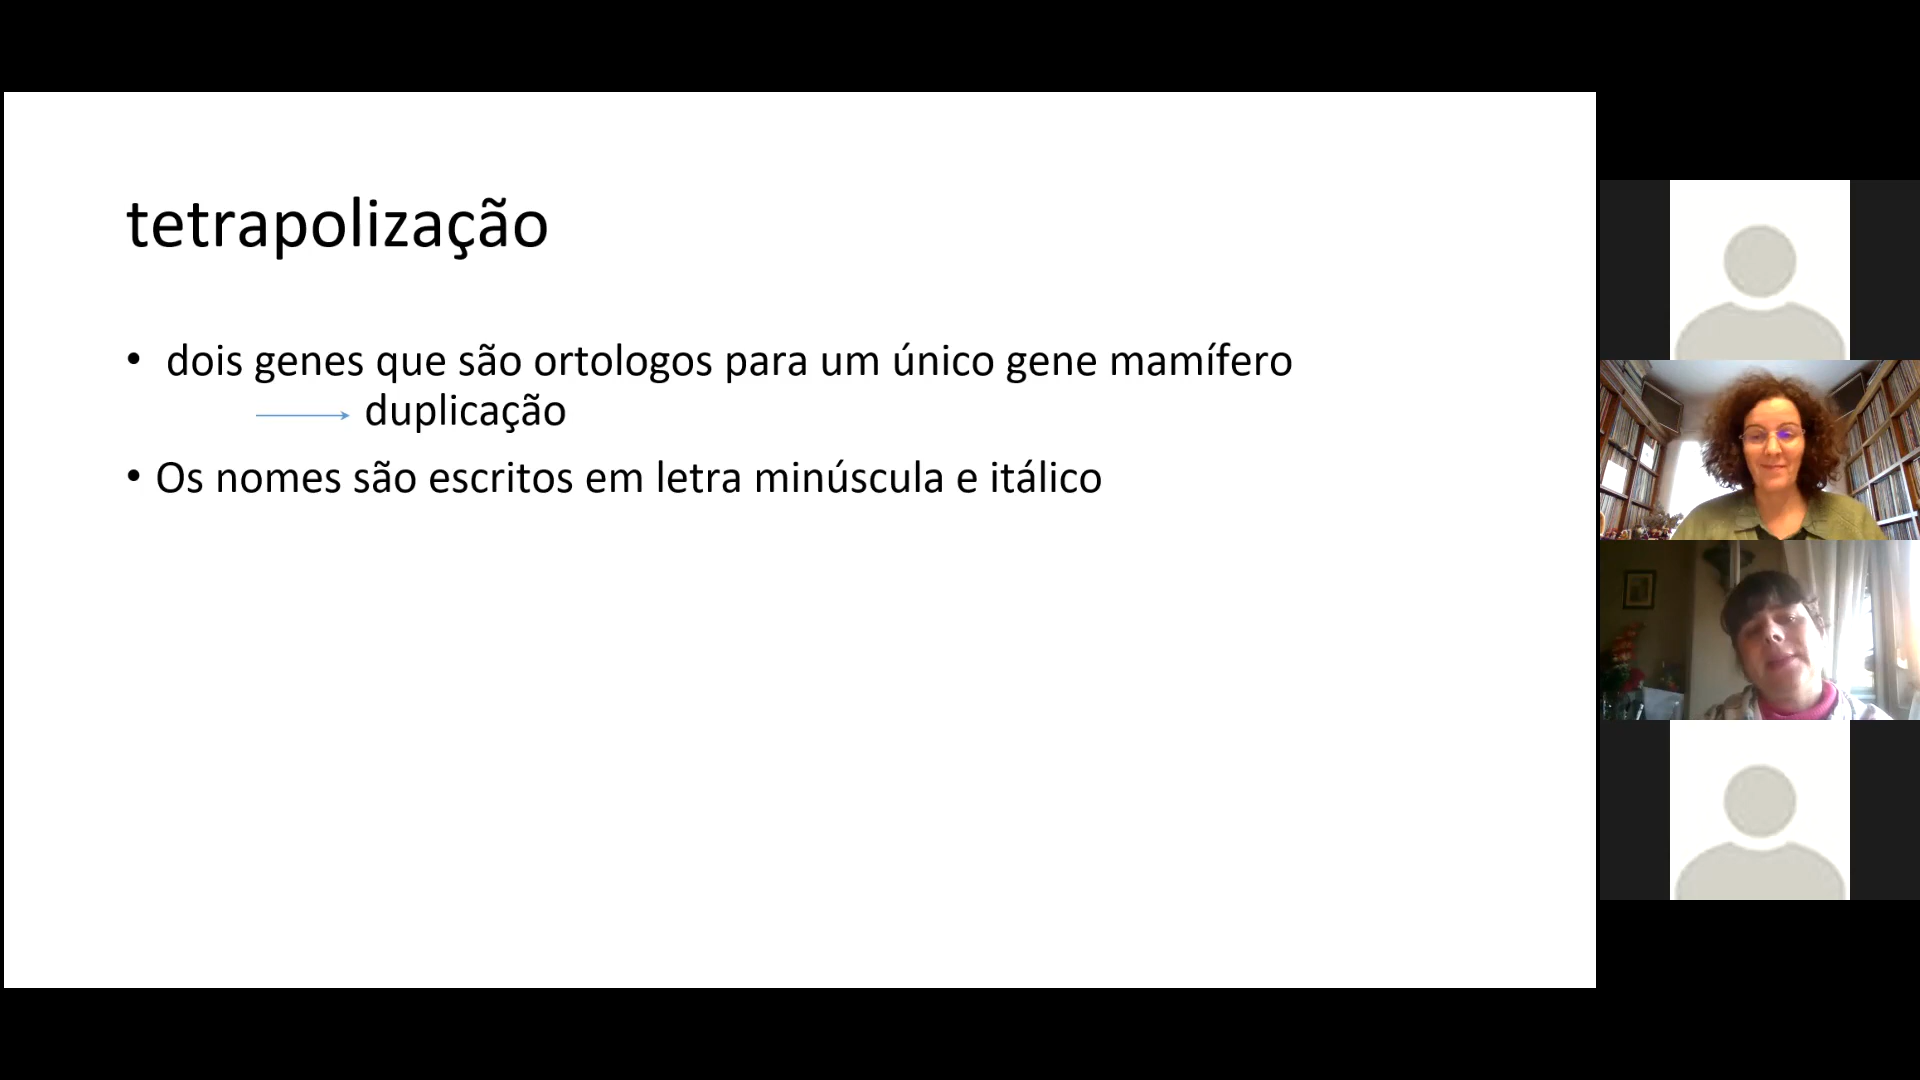 tetrapolização
• dois genes que são ortologos para um único gene mamífero
duplicação
• Os nomes são escritos em letra minúscula e itálico